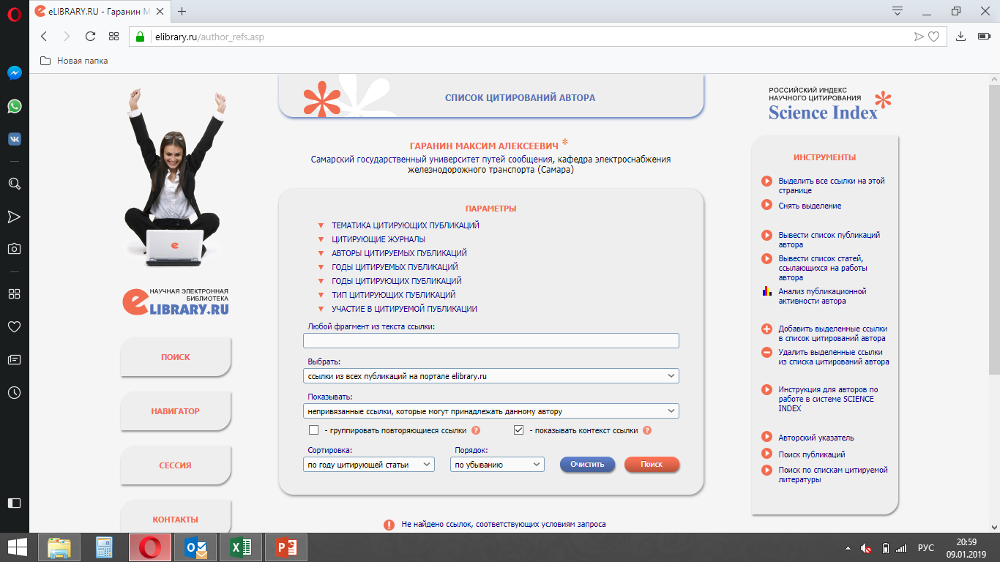 eLIBRARY.RU - Гаранин М
elibrary.ru/author_refs.asp
Новая папка
НАУЧНАЯ ЭЛЕКТРОННАЯ
БИБЛИОТЕКА
eLIBRARY.RU
ПОИСК
НАВИГАТОР
СЕССИЯ
КОНТАКТЫ
СПИСОК ЦИТИРОВАНИЙ АВТОРА
ГАРАНИН МАКСИМ АЛЕКСЕЕВИЧ *
Самарский государственный университет путей сообщения, кафедра электроснабжения
железнодорожного транспорта (Самара)
ПАРАМЕТРЫ
ТЕМАТИКА ЦИТИРУЮЩИХ ПУБЛИКАЦИЙ
ЦИТИРУЮЩИЕ ЖУРНАЛЫ
АВТОРЫ ЦИТИРУЕМЫХ ПУБЛИКАЦИЙ
ГОДЫ ЦИТИРУЕМЫХ ПУБЛИКАЦИЙ
ГОДЫ ЦИТИРУЮЩИХ ПУБЛИКАЦИЙ
ТИП ЦИТИРУЮЩИХ ПУБЛИКАЦИЙ
УЧАСТИЕ В ЦИТИРУЕМОЙ ПУБЛИКАЦИИ
Любой фрагмент из текста ссылки:
Выбрать:
ссылки из всех публикаций на портале elibrary.ru
Показывать:
непривязанные ссылки, которые могут принадлежать данному автору
- группировать повторяющиеся ссылки ?
- показывать контекст ссылки ?
Сортировка:
Порядок:
по году цитирующей статьи
по убыванию
Очистить
Поиск
Не найдено ссылок, соответствующих условиям запроса
РОССИЙСКИЙ ИНДЕКС
НАУЧНОГО ЦИТИРОВАНИЯ
Science Index
ИНСТРУМЕНТЫ
Выделить все ссылки на этой
странице
Снять выделение
Вывести список публикаций
автора
Вывести список статей,
ссылающихся на работы
автора
Анализ публикационной
активности автора
Добавить выделенные ссылки
в список цитирований автора
Удалить выделенные ссылки
из списка цитирований автора
Инструкция для авторов по
работе в системе SCIENCE
INDEX
Авторский указатель
Поиск публикаций
Поиск по спискам цитируемой
литературы
РУС
20:59
09.01.2019